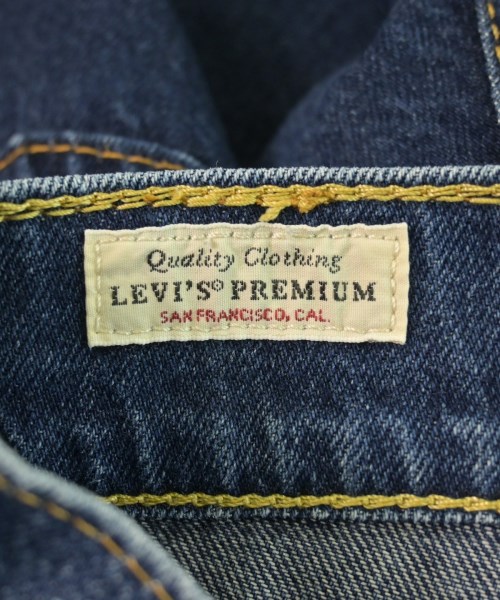 Quality Clothing
LEVI'S® PREMIUM
SAN FRANCISCO, CAL.